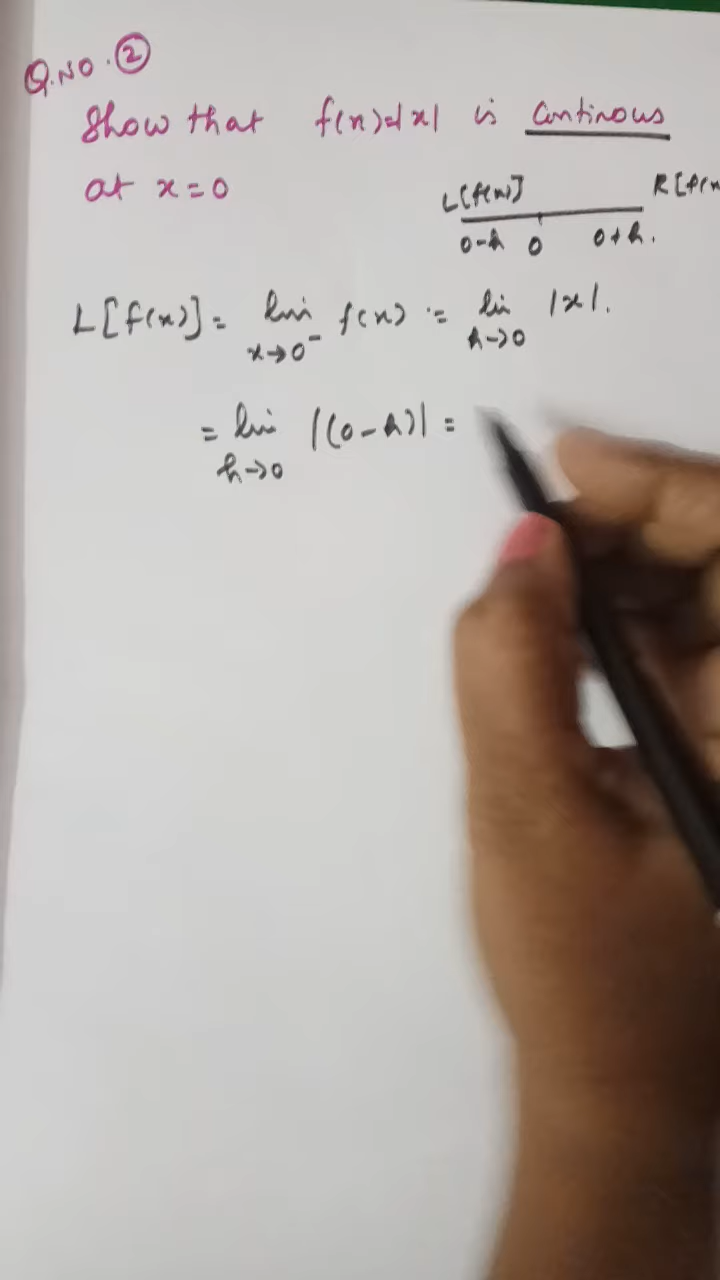 Q.NO. ②
Show that f(x)=|x| is Continous
at x=0
L[f(x)] R[f(x
0-h 0 0+h.
L[f(x)] = lim f(x) = lim |x|.
x→0⁻ h→0
= lim |(0-h)| =
h→0